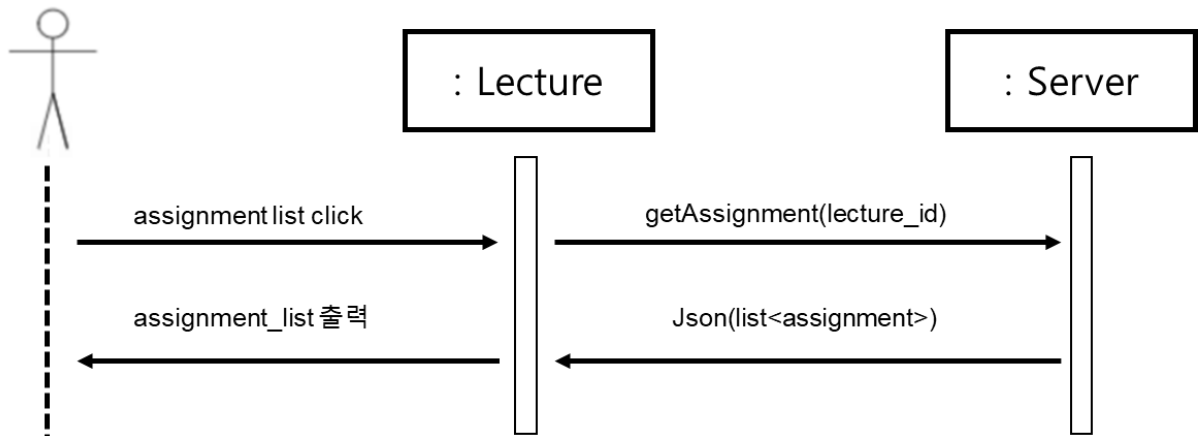 : Lecture
: Server
assignment list click
getAssignment(lecture_id)
assignment_list 출력
Json(list<assignment>)